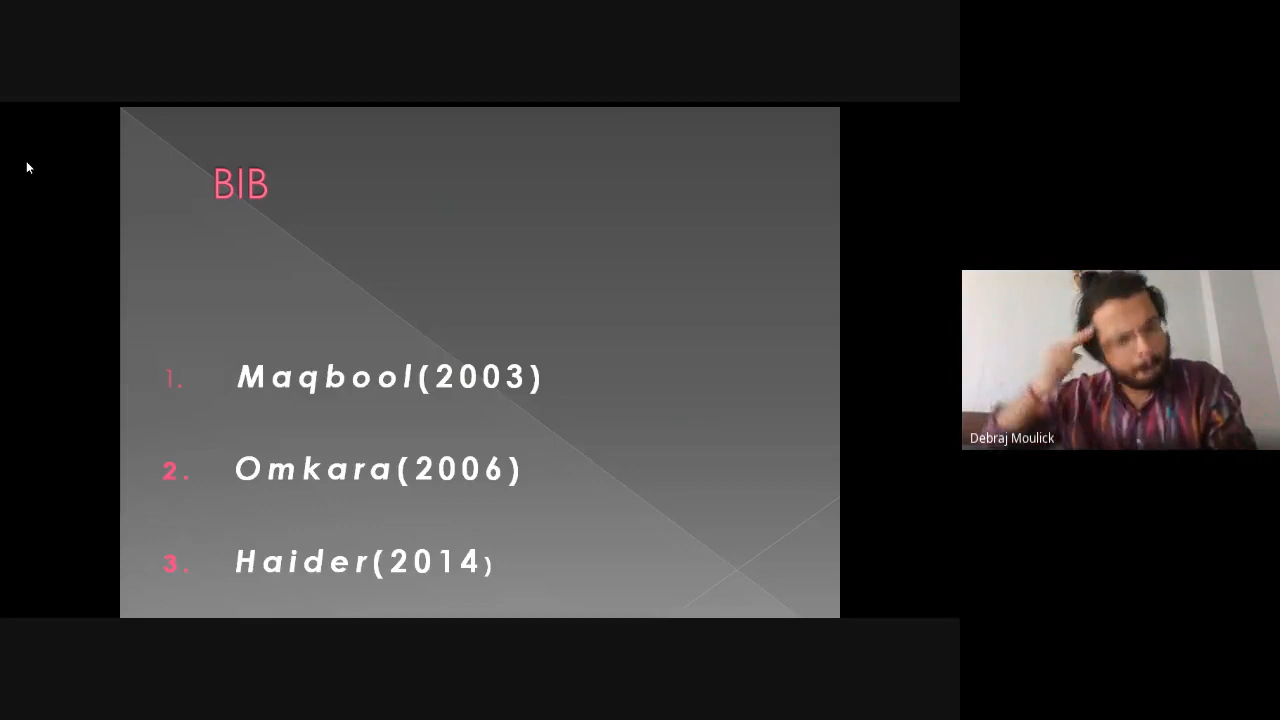 BIB
1. Maqbool(2003)
2. Omkara(2006)
3. Haider(2014)
Debraj Moulick